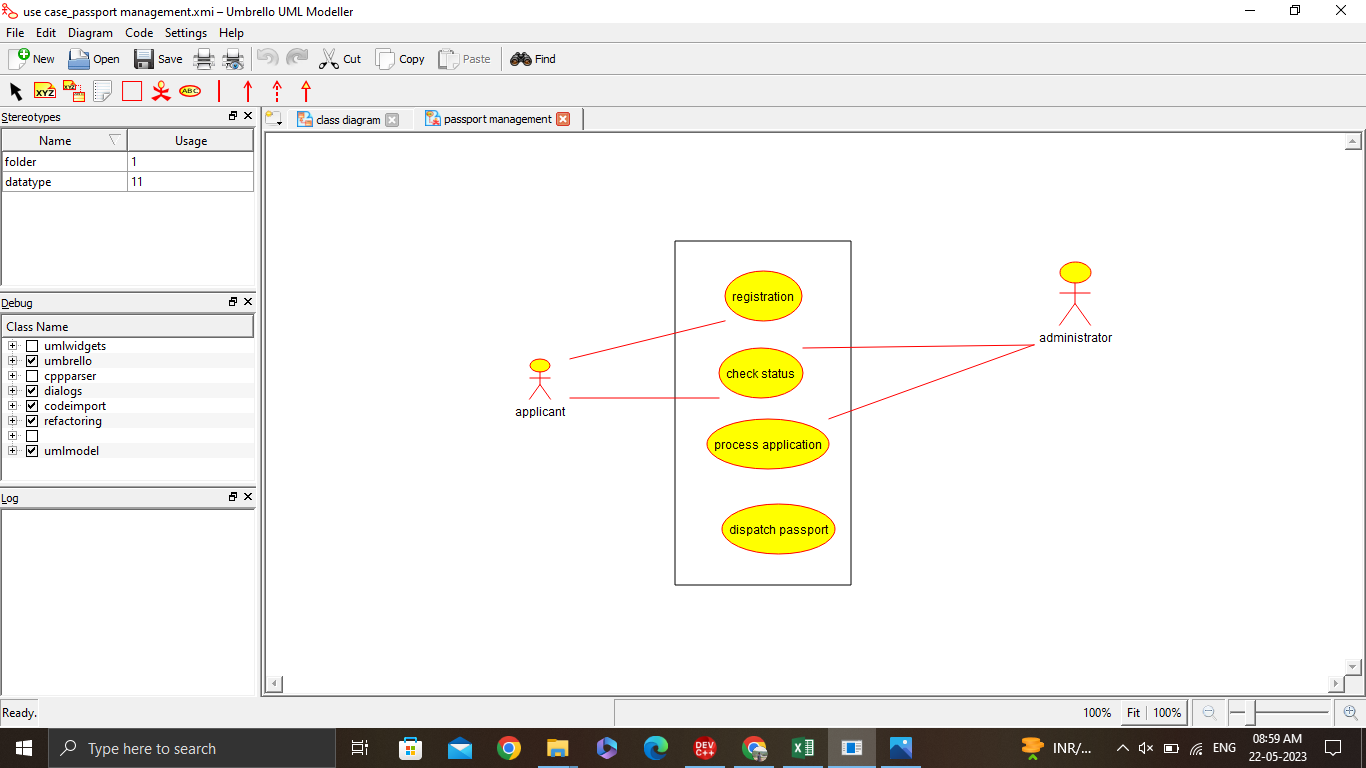 use case_passport management.xmi – Umbrello UML Modeller
File Edit Diagram Code Settings Help
New Open Save Cut Copy Paste Find
XYZ XYZ ABC
Stereotypes
Name Usage
folder 1
datatype 11
Debug
Class Name
umlwidgets
umbrello
cppparser
dialogs
codeimport
refactoring
umlmodel
Log
class diagram passport management
registration
check status
process application
dispatch passport
applicant
administrator
Ready.
100% Fit 100%
Type here to search
DEV
C++
INR/... ENG
08:59 AM
22-05-2023